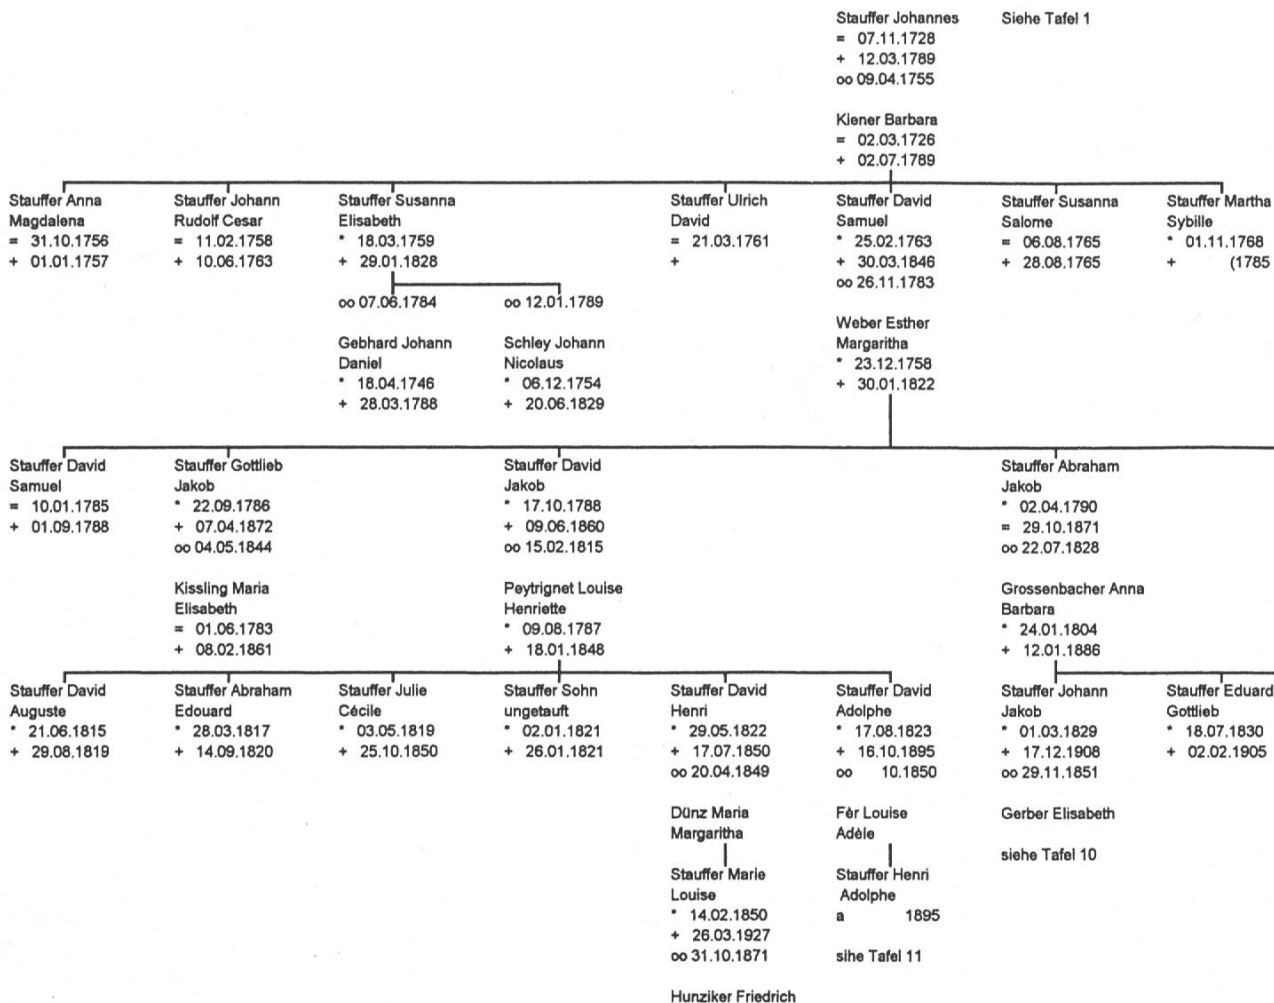 Stauffer Johannes
= 07.11.1728
+ 12.03.1789
oo 09.04.1755
Siehe Tafel 1
Kiener Barbara
= 02.03.1726
+ 02.07.1789
Stauffer Anna
Magdalena
= 31.10.1756
+ 01.01.1757
Stauffer Johann
Rudolf Cesar
= 11.02.1758
+ 10.06.1763
Stauffer Susanna
Elisabeth
* 18.03.1759
+ 29.01.1828
oo 07.06.1784
Gebhard Johann
Daniel
* 18.04.1746
+ 28.03.1788
oo 12.01.1789
Schley Johann
Nicolaus
* 06.12.1754
+ 20.06.1829
Stauffer Ulrich
David
= 21.03.1761
+
Stauffer David
Samuel
* 25.02.1763
+ 30.03.1846
oo 26.11.1783
Weber Esther
Margaritha
* 23.12.1758
+ 30.01.1822
Stauffer Susanna
Salome
= 06.08.1765
+ 28.08.1765
Stauffer Martha
Sybille
* 01.11.1768
+ (1785
Stauffer David
Samuel
= 10.01.1785
+ 01.09.1788
Stauffer Gottlieb
Jakob
* 22.09.1786
+ 07.04.1872
oo 04.05.1844
Kissling Maria
Elisabeth
= 01.06.1783
+ 08.02.1861
Stauffer David
Jakob
* 17.10.1788
+ 09.06.1860
oo 15.02.1815
Peytrignet Louise
Henriette
* 09.08.1787
+ 18.01.1848
Stauffer Abraham
Jakob
* 02.04.1790
= 29.10.1871
oo 22.07.1828
Grossenbacher Anna
Barbara
* 24.01.1804
+ 12.01.1886
Stauffer David
Auguste
* 21.06.1815
+ 29.08.1819
Stauffer Abraham
Edouard
* 28.03.1817
+ 14.09.1820
Stauffer Julie
Cécile
* 03.05.1819
+ 25.10.1850
Stauffer Sohn
ungetauft
* 02.01.1821
+ 26.01.1821
Stauffer David
Henri
* 29.05.1822
+ 17.07.1850
oo 20.04.1849
Dünz Maria
Margaritha
Stauffer Marie
Louise
* 14.02.1850
+ 26.03.1927
oo 31.10.1871
Hunziker Friedrich
Stauffer David
Adolphe
* 17.08.1823
+ 16.10.1895
oo 10.1850
Fèr Louise
Adèle
Stauffer Henri
Adolphe
a 1895
sihe Tafel 11
Stauffer Johann
Jakob
* 01.03.1829
+ 17.12.1908
oo 29.11.1851
Gerber Elisabeth
siehe Tafel 10
Stauffer Eduard
Gottlieb
* 18.07.1830
+ 02.02.1905